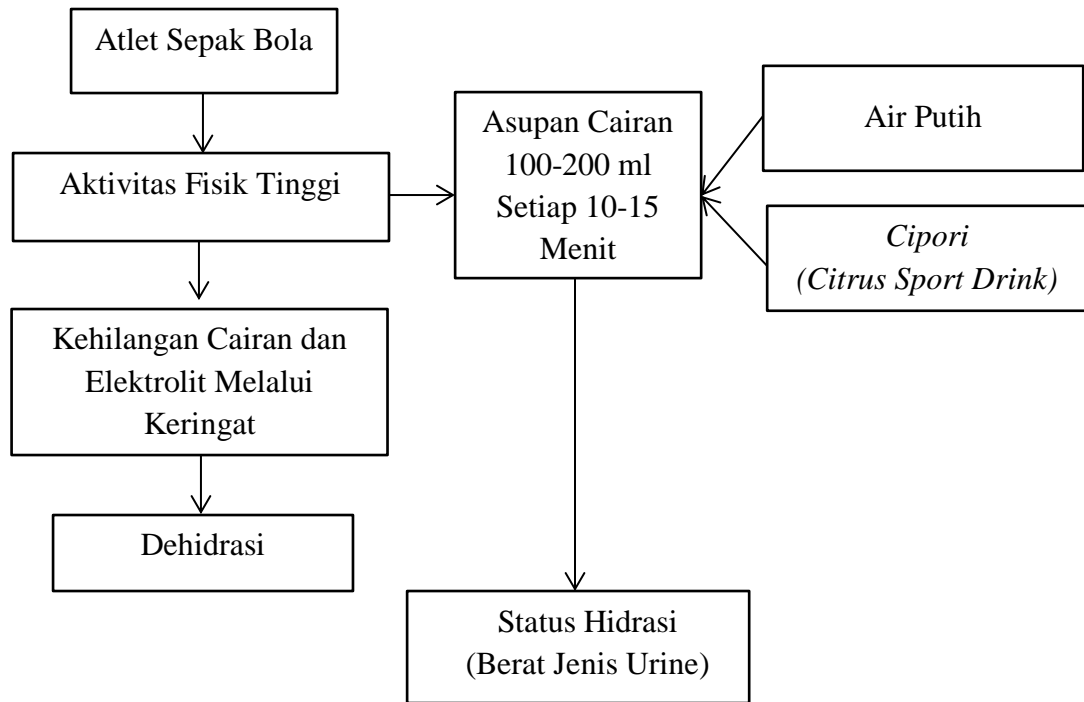 Atlet Sepak Bola
Aktivitas Fisik Tinggi
Kehilangan Cairan dan
Elektrolit Melalui
Keringat
Dehidrasi
Asupan Cairan
100-200 ml
Setiap 10-15
Menit
Air Putih
Cipori
(Citrus Sport Drink)
Status Hidrasi
(Berat Jenis Urine)